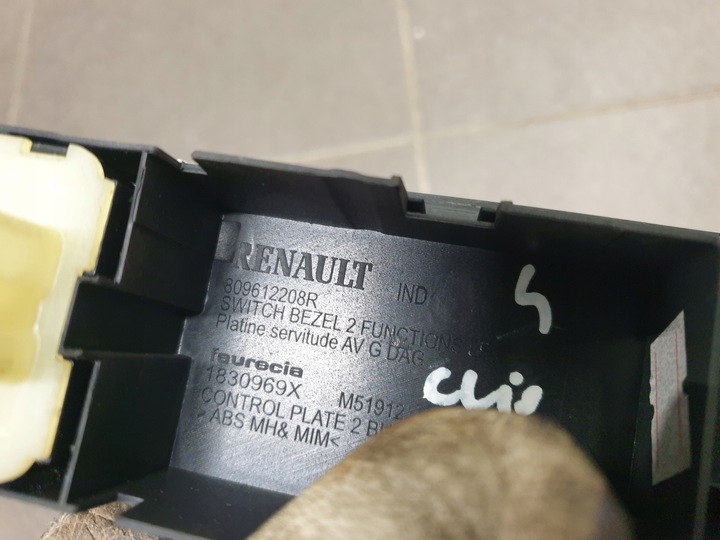 RENAULT IND
809612208R
SWITCH BEZEL 2 FUNCTIONS
Platine servitude AV G DAG
faurecia
1830969X M51912
CONTROL PLATE 2
>ABS MH& MIM<
Clio